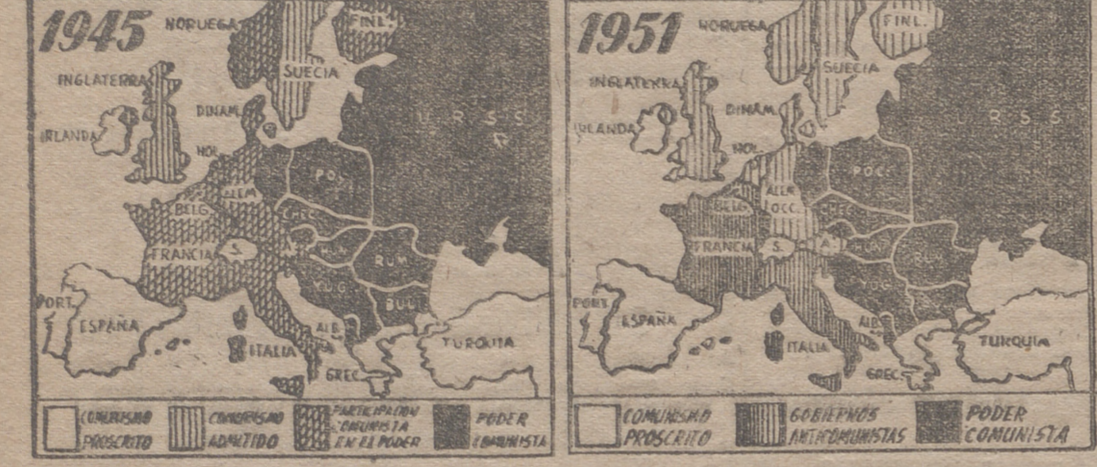 1945
NORUEGA
FINL.
SUECIA
INGLATERRA
DINAM.
IRLANDA
U R S S
HOL.
POL.
ALEM.
BELG.
CHEC.
FRANCIA
S.
A.
RUM.
YUG.
BUL.
PORT.
ESPAÑA
ALB.
ITALIA
TURQUIA
GREC.
COMUNISMO
PROSCRITO
COMUNISMO
ADMITIDO
PARTICIPACION
COMUNISTA
EN EL PODER
PODER
COMUNISTA
1951
NORUEGA
FINL.
SUECIA
INGLATERRA
DINAM.
IRLANDA
R S S
HOL.
POL.
ALEM.
OCC.
BELG.
FRANCIA
S.
A.
YUG.
PORT.
ESPAÑA
ALB.
ITALIA
TURQUIA
GREC.
COMUNISMO
PROSCRITO
GOBIERNOS
ANTICOMUNISTAS
PODER
COMUNISTA